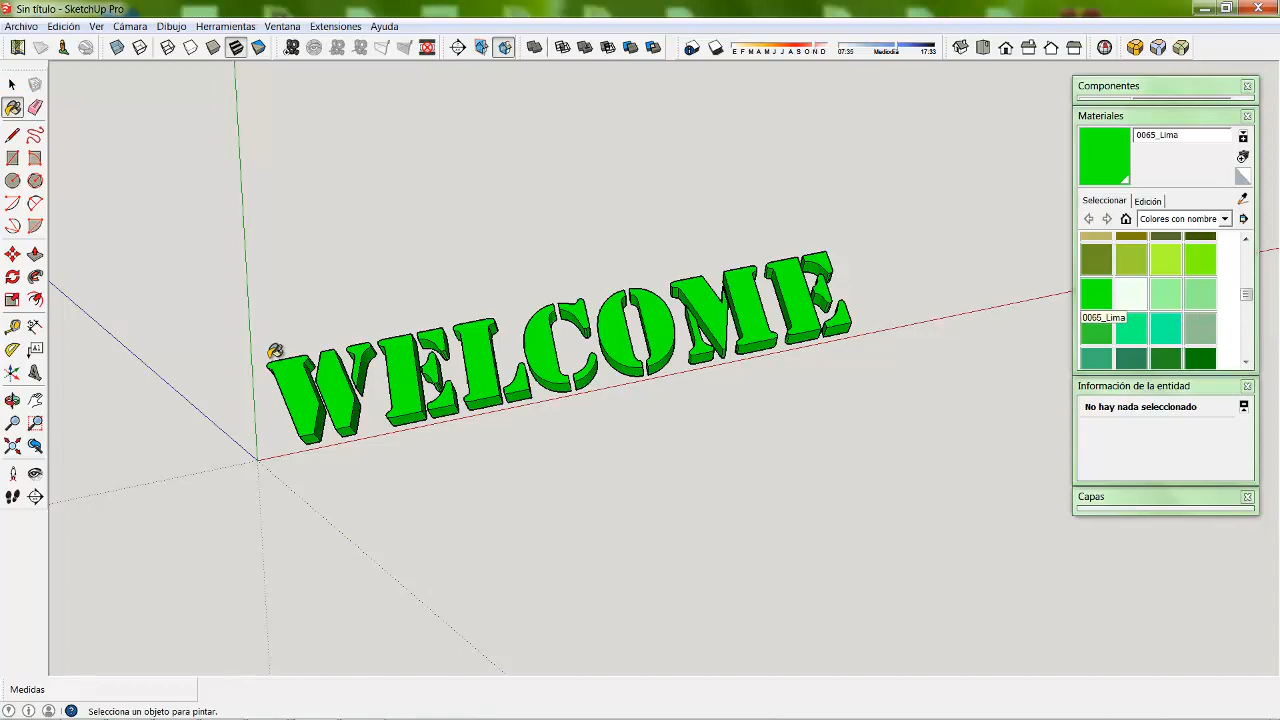 Sin título - SketchUp Pro
Archivo Edición Ver Cámara Dibujo Herramientas Ventana Extensiones Ayuda
E F M A M J J A S O N D 07:35 Mediodía 17:33
Componentes
Materiales
0065_Lima
Seleccionar Edición
Colores con nombre
0065_Lima
WELCOME
Información de la entidad
No hay nada seleccionado
Capas
Medidas
Selecciona un objeto para pintar.